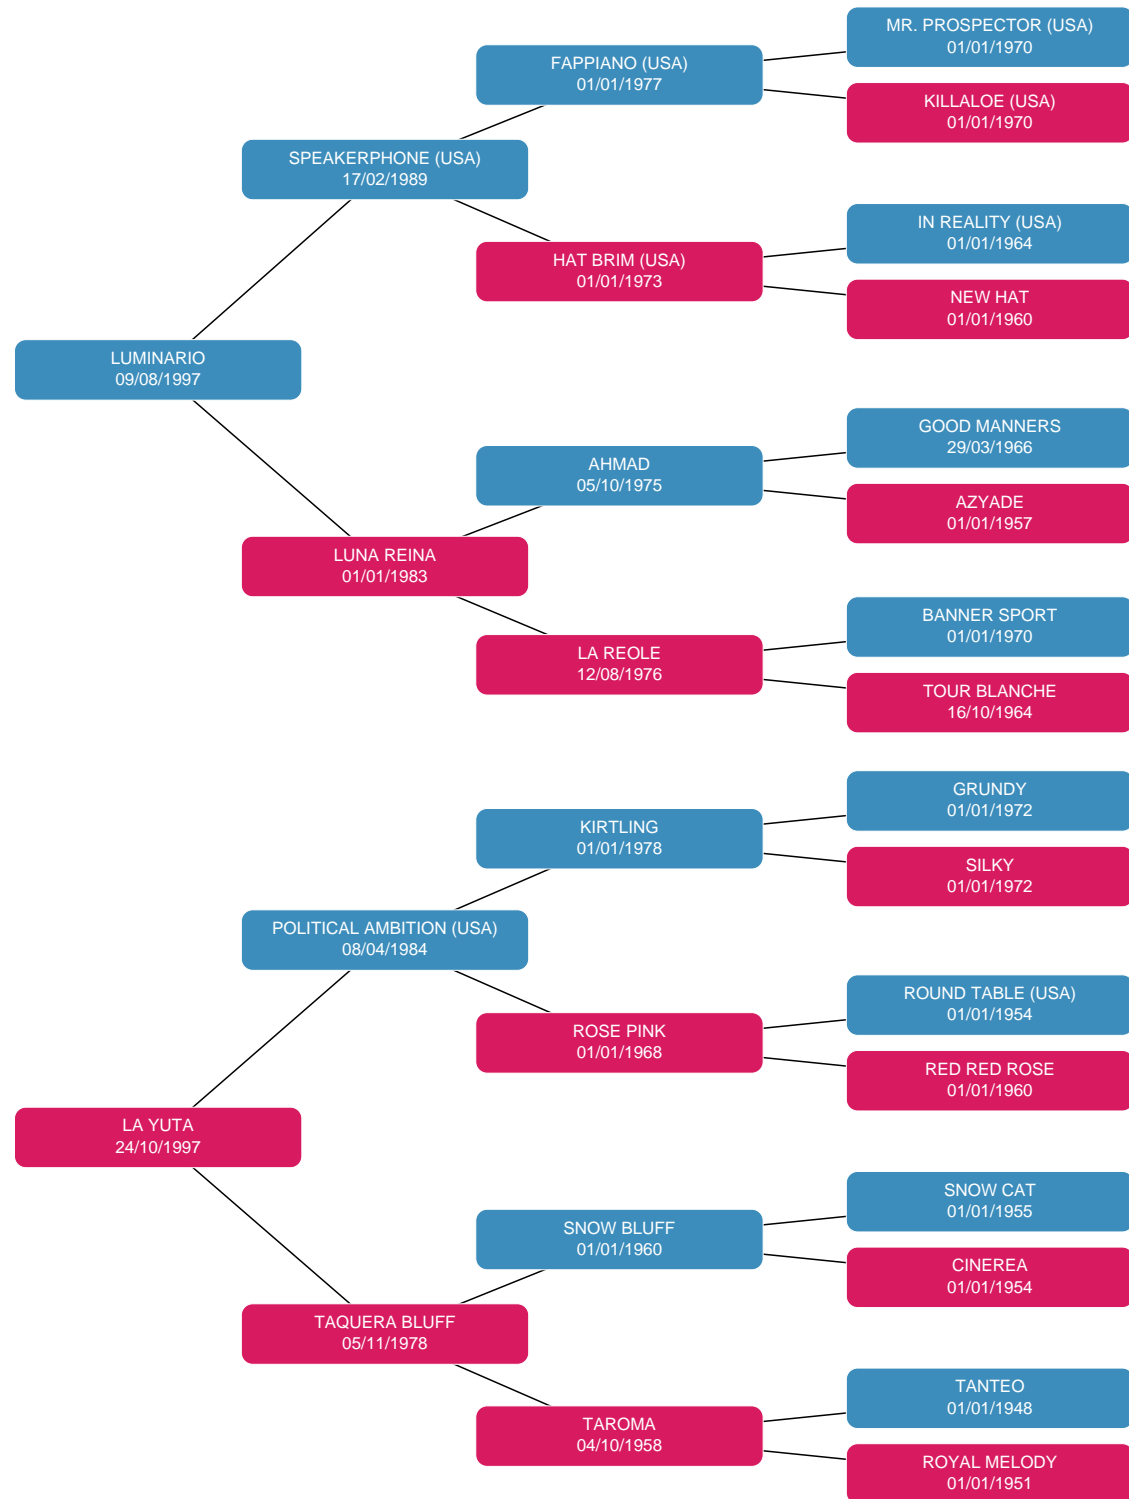 MR. PROSPECTOR (USA)
01/01/1970
FAPPIANO (USA)
01/01/1977
KILLALOE (USA)
01/01/1970
SPEAKERPHONE (USA)
17/02/1989
IN REALITY (USA)
01/01/1964
HAT BRIM (USA)
01/01/1973
NEW HAT
01/01/1960
LUMINARIO
09/08/1997
GOOD MANNERS
29/03/1966
AHMAD
05/10/1975
AZYADE
01/01/1957
LUNA REINA
01/01/1983
BANNER SPORT
01/01/1970
LA REOLE
12/08/1976
TOUR BLANCHE
16/10/1964
GRUNDY
01/01/1972
KIRTLING
01/01/1978
SILKY
01/01/1972
POLITICAL AMBITION (USA)
08/04/1984
ROUND TABLE (USA)
01/01/1954
ROSE PINK
01/01/1968
RED RED ROSE
01/01/1960
LA YUTA
24/10/1997
SNOW CAT
01/01/1955
SNOW BLUFF
01/01/1960
CINEREA
01/01/1954
TAQUERA BLUFF
05/11/1978
TANTEO
01/01/1948
TAROMA
04/10/1958
ROYAL MELODY
01/01/1951